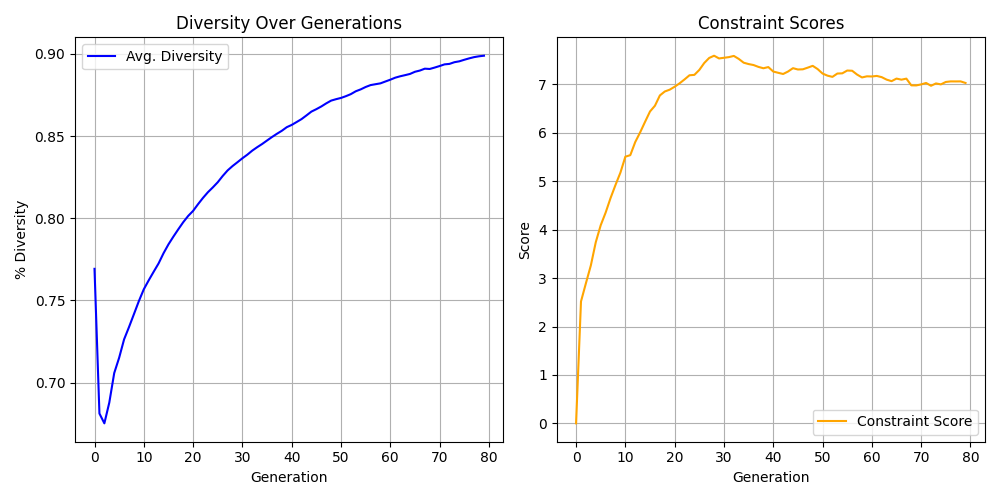 Diversity Over Generations
Avg. Diversity
% Diversity
0.90
0.85
0.80
0.75
0.70
0 10 20 30 40 50 60 70 80
Generation
Constraint Scores
Score
7
6
5
4
3
2
1
0
Constraint Score
0 10 20 30 40 50 60 70 80
Generation